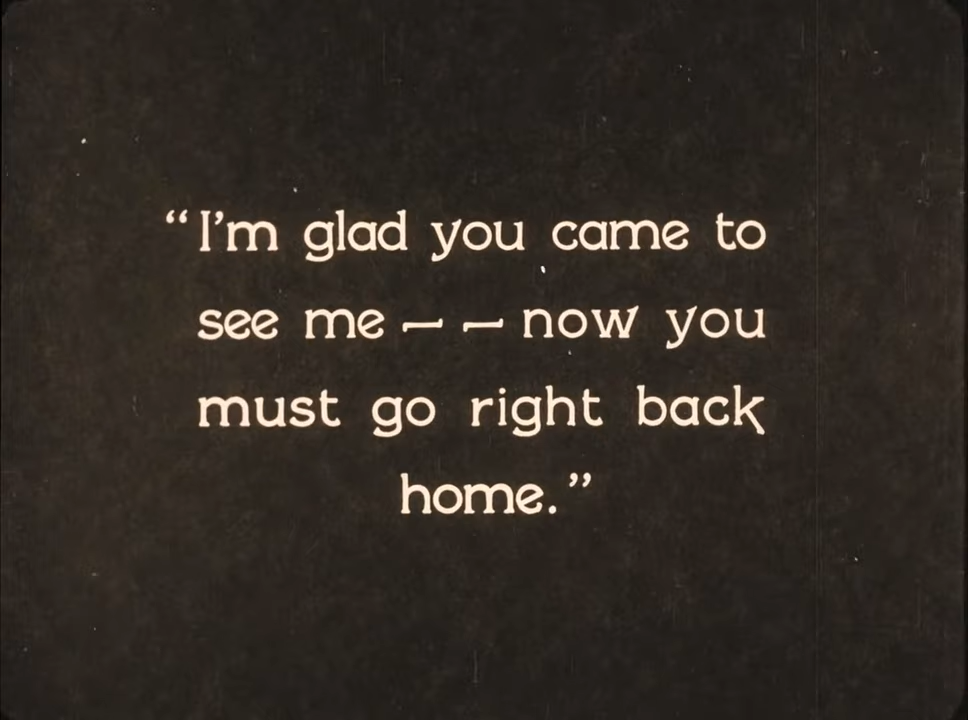 “I’m glad you came to
see me — — now you
must go right back
home.”